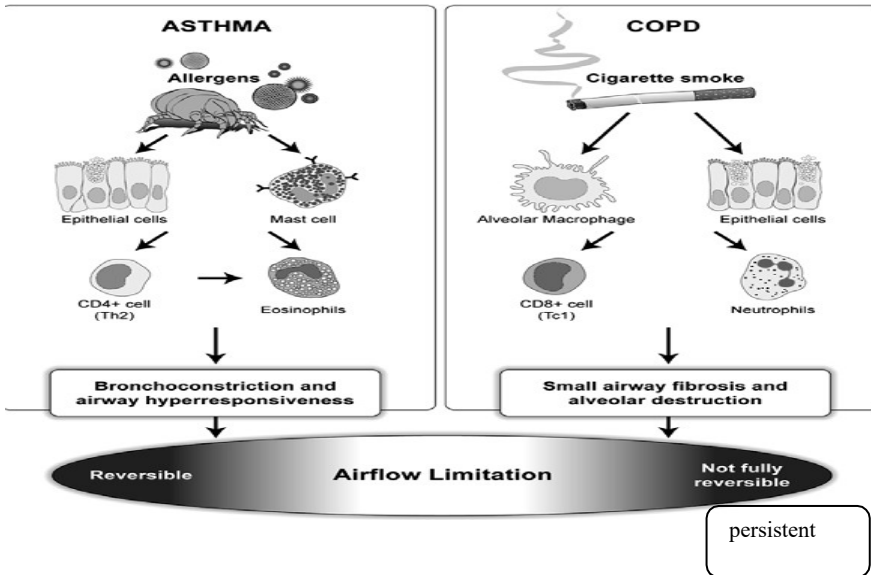 ASTHMA
Allergens
Epithelial cells
Mast cell
CD4+ cell
(Th2)
Eosinophils
Bronchoconstriction and
airway hyperresponsiveness
COPD
Cigarette smoke
Alveolar Macrophage
Epithelial cells
CD8+ cell
(Tc1)
Neutrophils
Small airway fibrosis and
alveolar destruction
Reversible
Airflow Limitation
Not fully
reversible
persistent